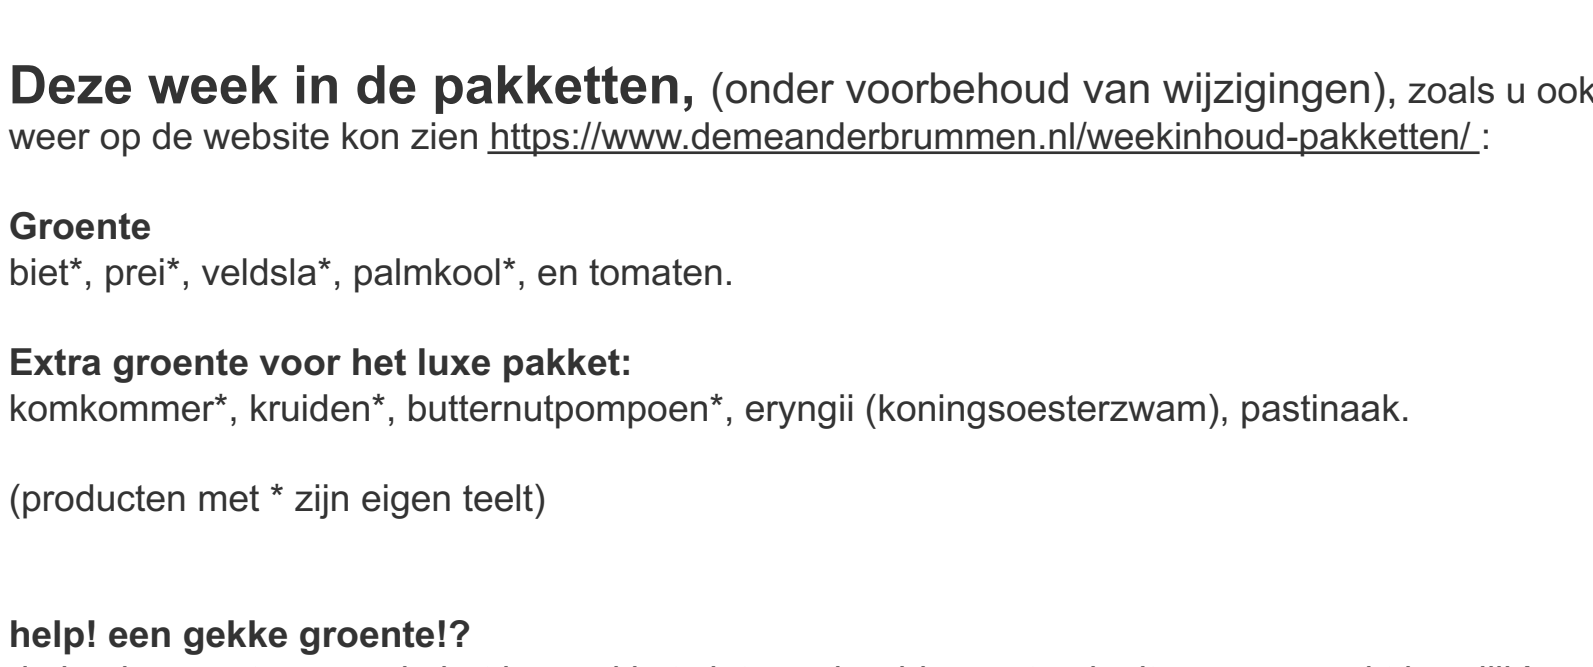 Deze week in de pakketten, (onder voorbehoud van wijzigingen), zoals u ook
weer op de website kon zien https://www.demeanderbrummen.nl/weekinhoud-pakketten/ :
Groente
biet*, prei*, veldsla*, palmkool*, en tomaten.
Extra groente voor het luxe pakket:
komkommer*, kruiden*, butternutpompoen*, eryngii (koningsoesterzwam), pastinaak.
(producten met * zijn eigen teelt)
help! een gekke groente!?